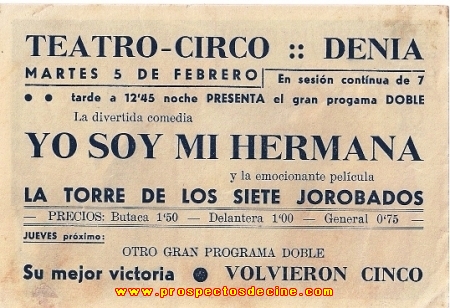 TEATRO-CIRCO :: DENIA
MARTES 5 DE FEBRERO
En sesión contínua de 7
● ● tarde a 12'45 noche PRESENTA el gran progama DOBLE
La divertida comedia
YO SOY MI HERMANA
y la emocionante película
LA TORRE DE LOS SIETE JOROBADOS
— PRECIOS: Butaca 1'50 — Delantera 1'00 — General 0'75 —
JUEVES próximo:
OTRO GRAN PROGRAMA DOBLE
Su mejor victoria ● VOLVIERON CINCO
www.prospectosdecine.com